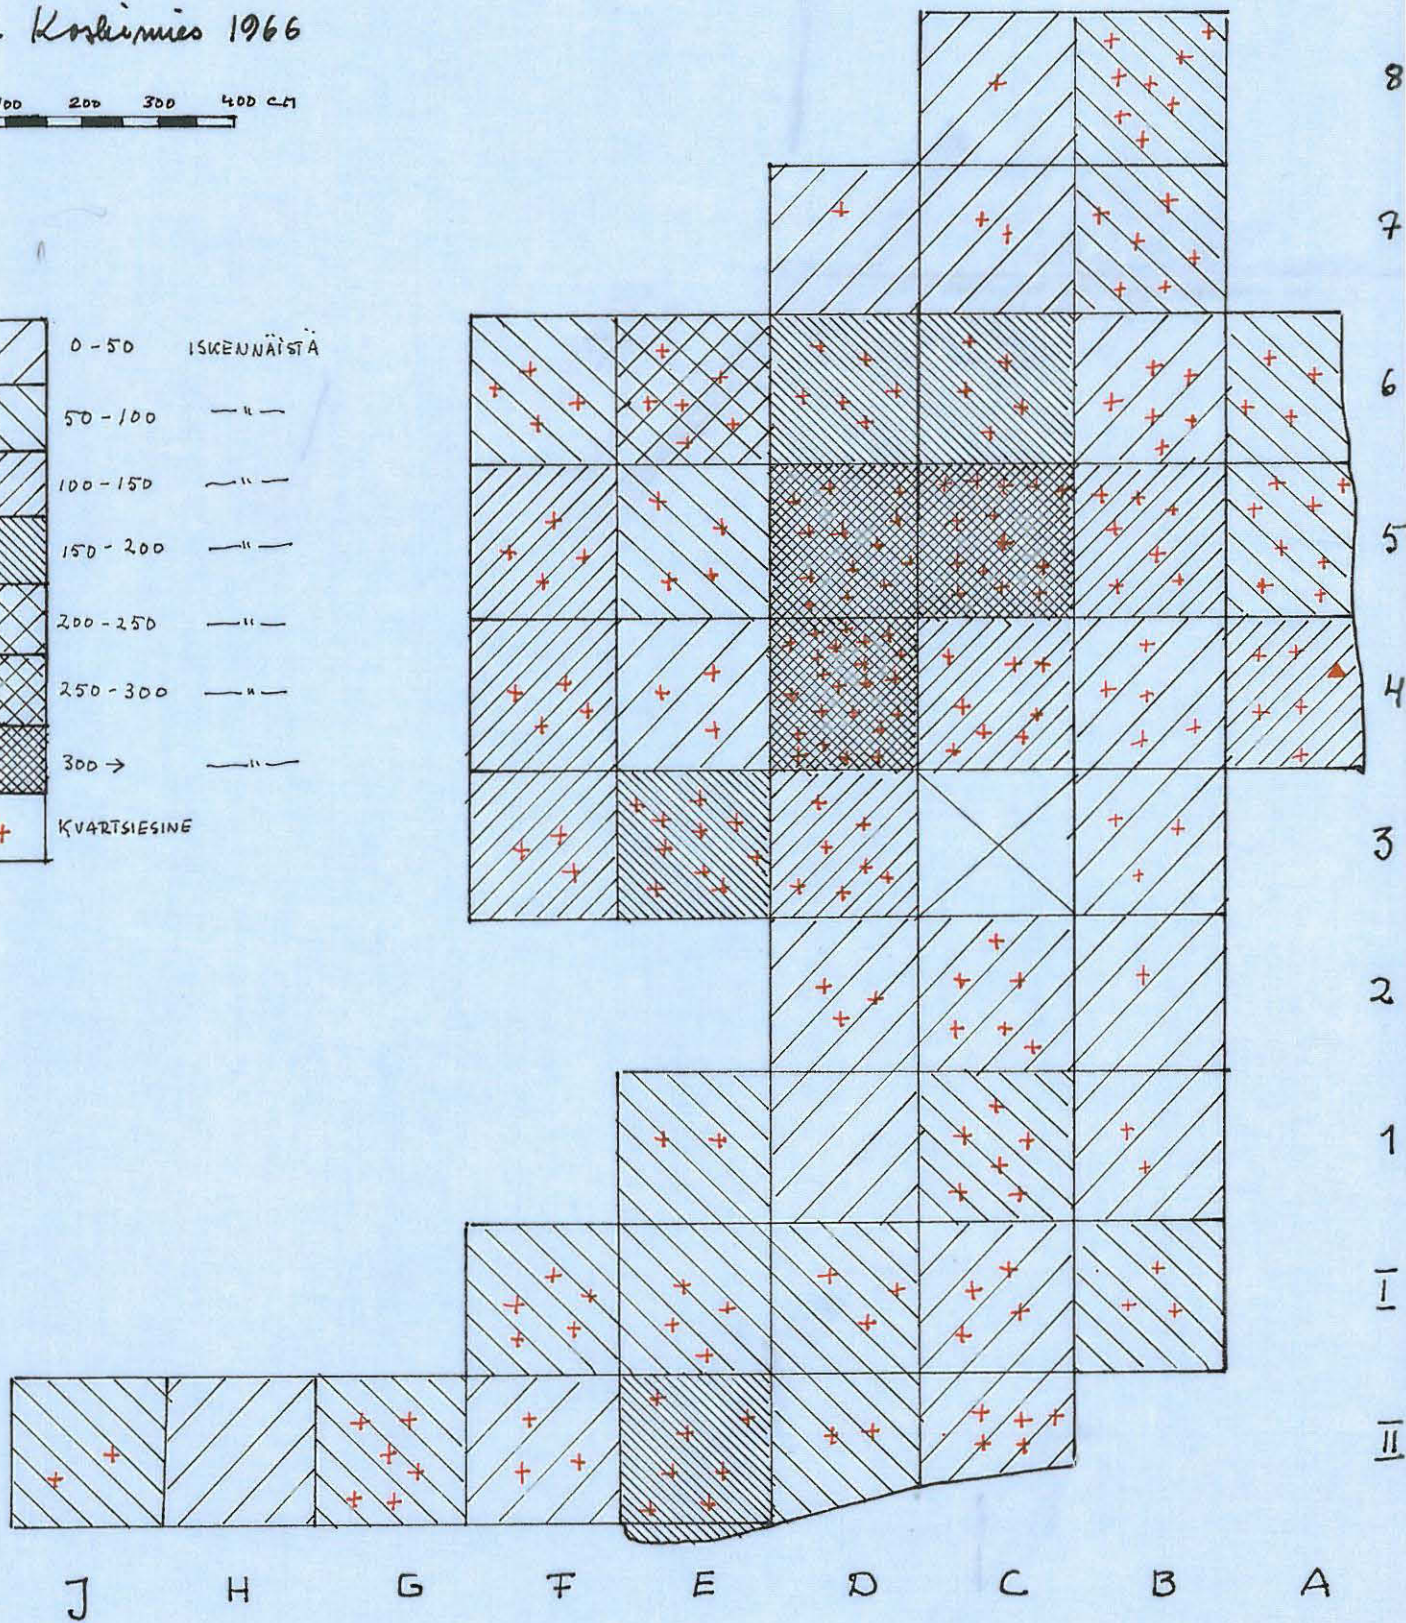 Koskimies 1966
100 200 300 400 CM
0-50 ISKENNÄISTÄ
50-100 —"—
100-150 —"—
150-200 —"—
200-250 —"—
250-300 —"—
300→ —"—
KVARTSIESINE
8
7
6
5
4
3
2
1
I
II
J H G F E D C B A